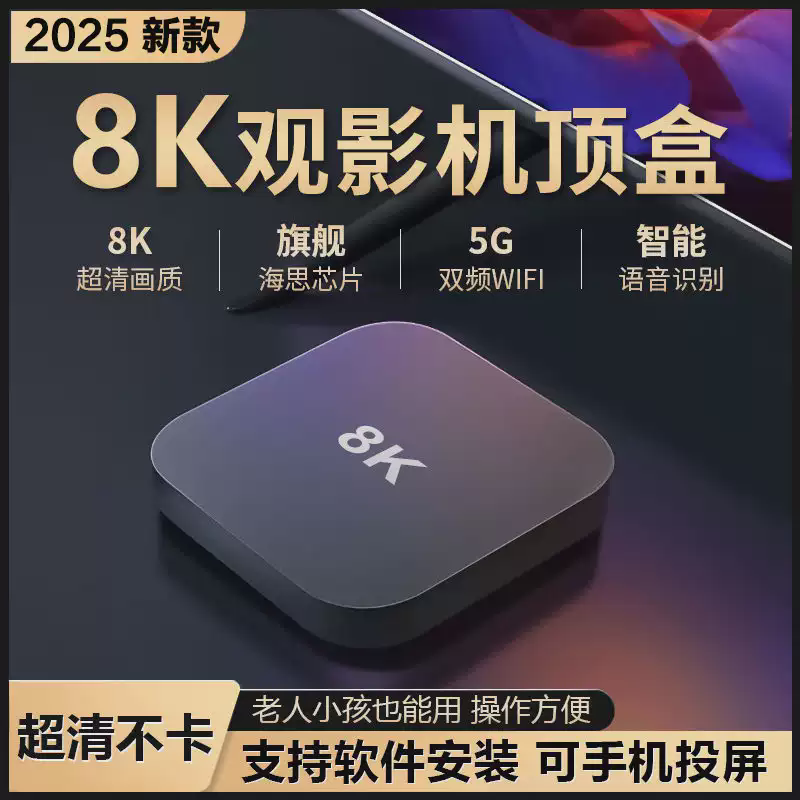 2025 新款
8K观影机顶盒
8K 旗舰 5G 智能
超清画质 海思芯片 双频WIFI 语音识别
8K
老人小孩也能用 操作方便
超清不卡
支持软件安装 可手机投屏